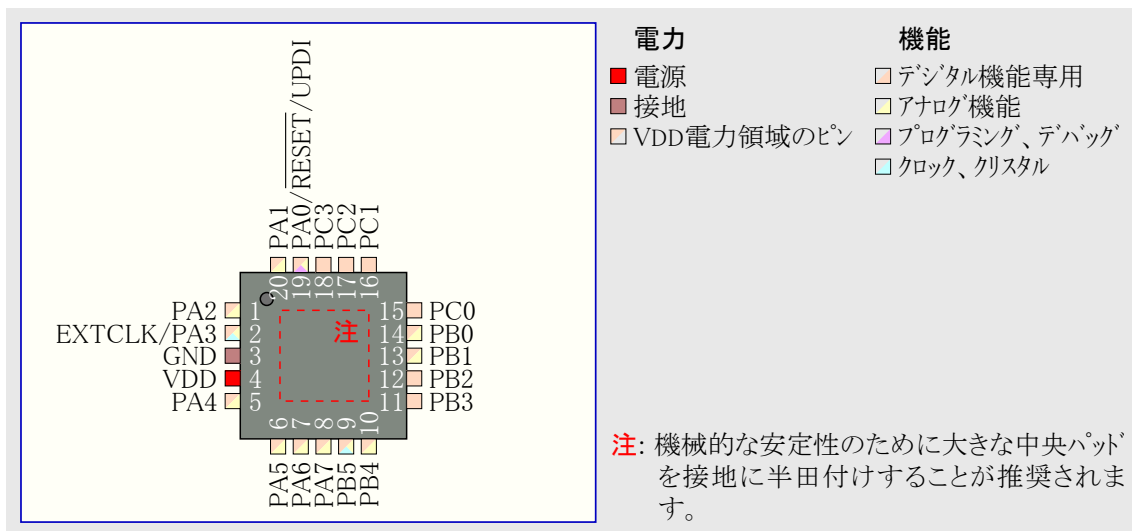 PA1
PA0/RESET/UPDI
PC3
PC2
PC1
20
19
18
17
16
PA2 1
EXTCLK/PA3 2
GND 3
VDD 4
PA4 5
15 PC0
14 PB0
13 PB1
12 PB2
11 PB3
注
6
7
8
9
10
PA5
PA6
PA7
PB5
PB4
電力
電源
接地
VDD電力領域のピン
機能
デジタル機能専用
アナログ機能
プログラミング、デバッグ
クロック、クリスタル
注: 機械的な安定性のために大きな中央パッド
を接地に半田付けすることが推奨されま
す。